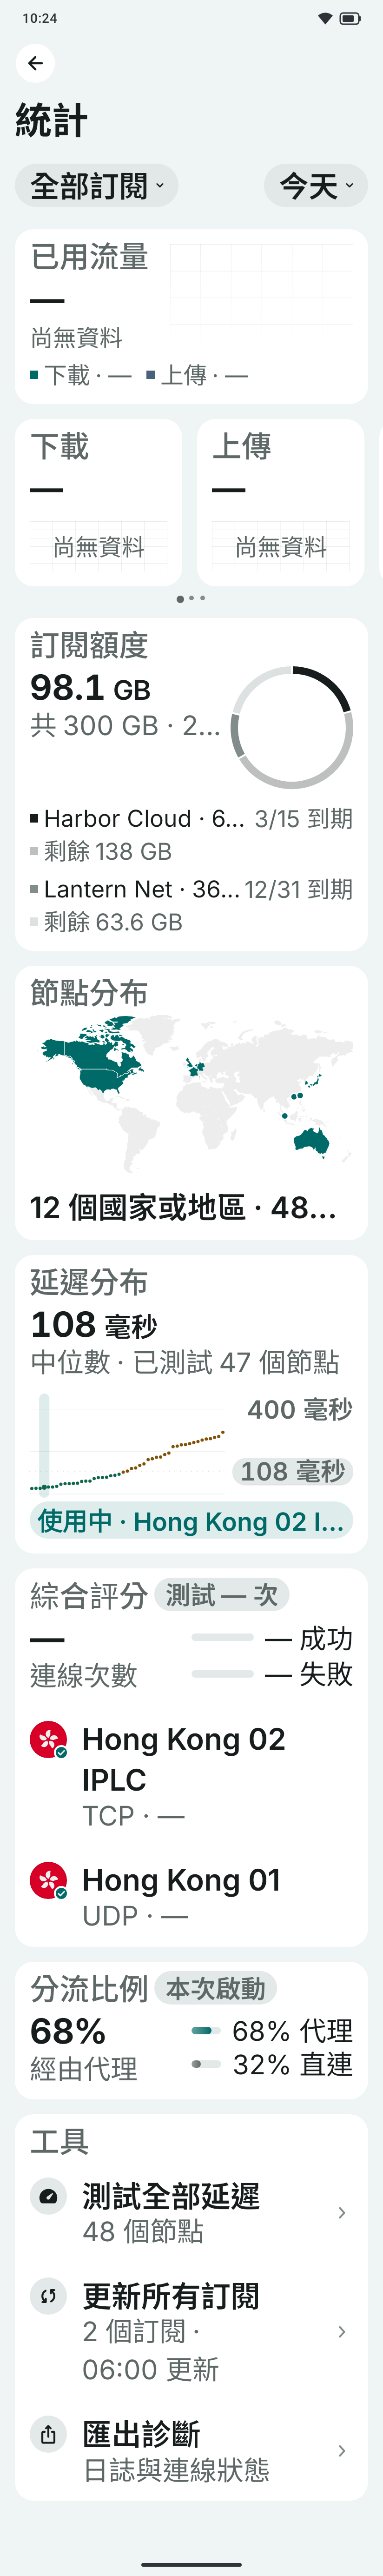 10:24
統計
全部訂閱
今天
已用流量
—
尚無資料
下載 · —
上傳 · —
下載
—
尚無資料
上傳
—
尚無資料
訂閱額度
98.1 GB
共 300 GB · 2…
Harbor Cloud · 6… 3/15 到期
剩餘 138 GB
Lantern Net · 36… 12/31 到期
剩餘 63.6 GB
節點分布
12 個國家或地區 · 48…
延遲分布
108 毫秒
中位數 · 已測試 47 個節點
400 毫秒
108 毫秒
使用中 · Hong Kong 02 I…
綜合評分 測試 — 次
—
連線次數
— 成功
— 失敗
Hong Kong 02
IPLC
TCP · —
Hong Kong 01
UDP · —
分流比例 本次啟動
68%
經由代理
68% 代理
32% 直連
工具
測試全部延遲
48 個節點
更新所有訂閱
2 個訂閱 ·
06:00 更新
匯出診斷
日誌與連線狀態